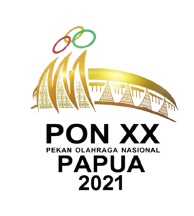 PON XX
PEKAN OLAHRAGA NASIONAL
PAPUA
2021